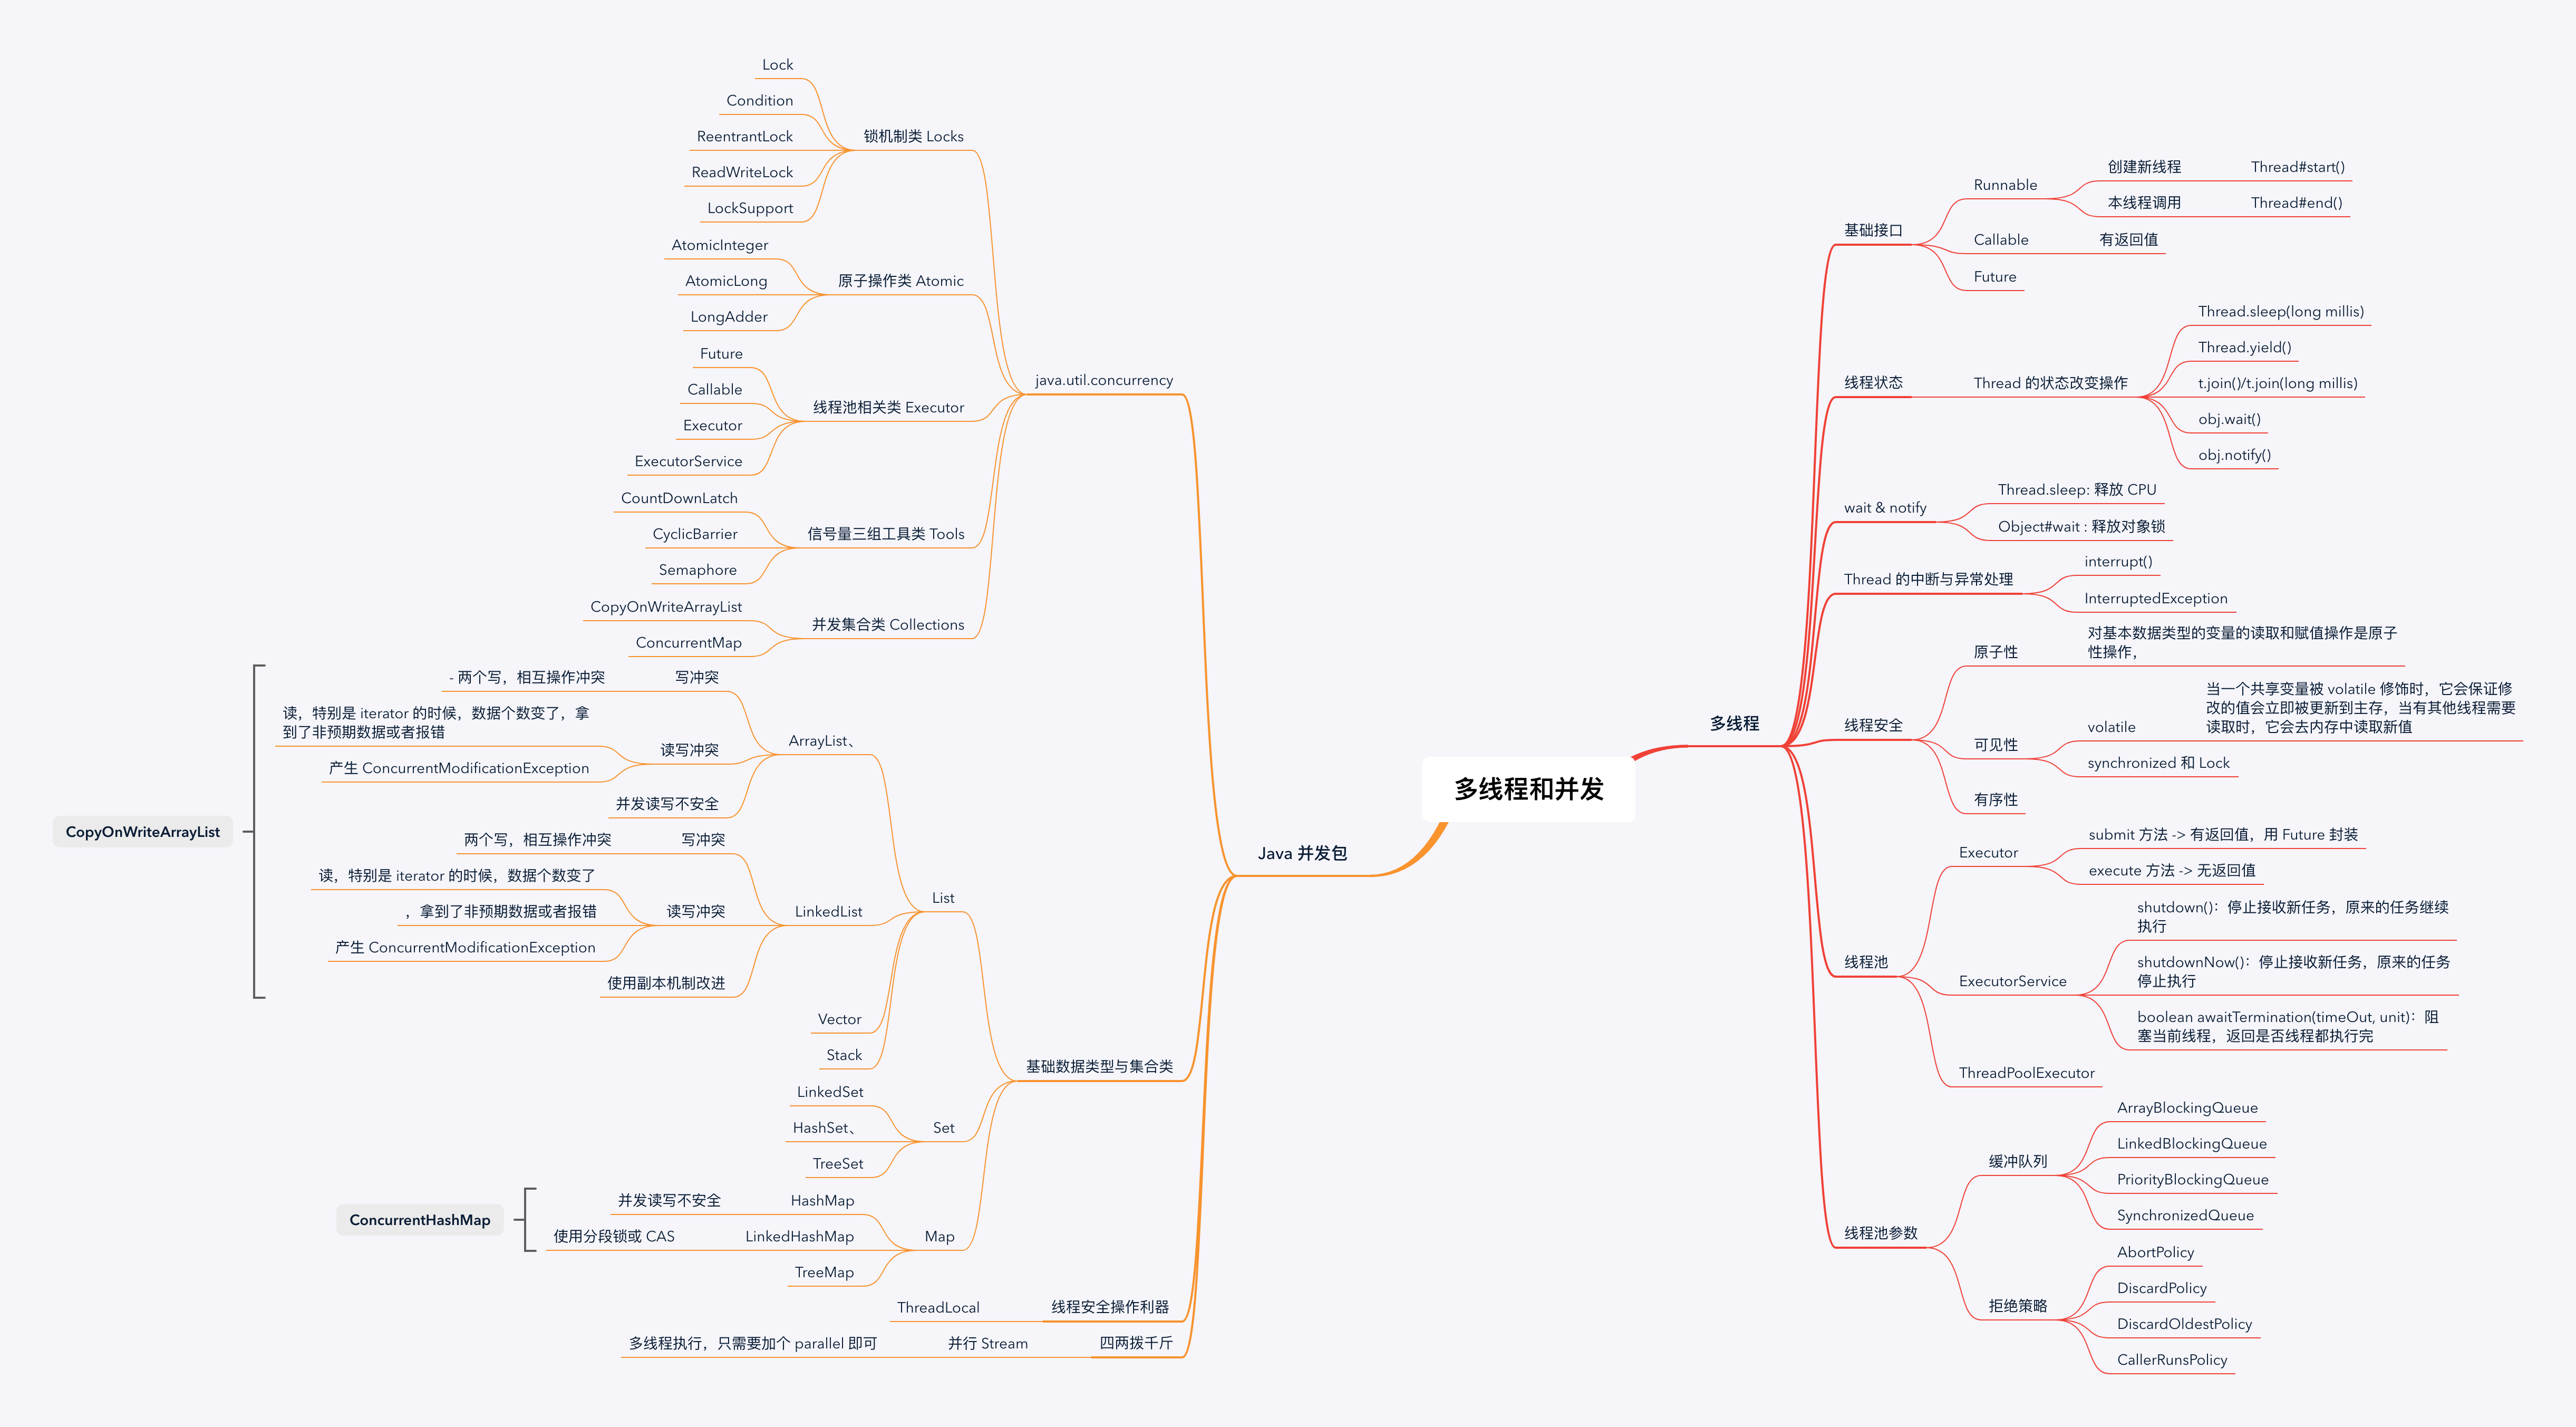 多线程和并发
多线程
基础接口
Runnable
创建新线程
Thread#start()
本线程调用
Thread#end()
Callable
有返回值
Future
线程状态
Thread 的状态改变操作
Thread.sleep(long millis)
Thread.yield()
t.join()/t.join(long millis)
obj.wait()
obj.notify()
wait & notify
Thread.sleep: 释放 CPU
Object#wait : 释放对象锁
Thread 的中断与异常处理
interrupt()
InterruptedException
线程安全
原子性
对基本数据类型的变量的读取和赋值操作是原子
性操作，
可见性
volatile
当一个共享变量被 volatile 修饰时，它会保证修
改的值会立即被更新到主存，当有其他线程需要
读取时，它会去内存中读取新值
synchronized 和 Lock
有序性
线程池
Executor
submit 方法 -> 有返回值，用 Future 封装
execute 方法 -> 无返回值
ExecutorService
shutdown()：停止接收新任务，原来的任务继续
执行
shutdownNow()：停止接收新任务，原来的任务
停止执行
boolean awaitTermination(timeOut, unit)：阻
塞当前线程，返回是否线程都执行完
ThreadPoolExecutor
线程池参数
缓冲队列
ArrayBlockingQueue
LinkedBlockingQueue
PriorityBlockingQueue
SynchronizedQueue
拒绝策略
AbortPolicy
DiscardPolicy
DiscardOldestPolicy
CallerRunsPolicy
Java 并发包
java.util.concurrency
锁机制类 Locks
Lock
Condition
ReentrantLock
ReadWriteLock
LockSupport
原子操作类 Atomic
AtomicInteger
AtomicLong
LongAdder
线程池相关类 Executor
Future
Callable
Executor
ExecutorService
信号量三组工具类 Tools
CountDownLatch
CyclicBarrier
Semaphore
并发集合类 Collections
CopyOnWriteArrayList
ConcurrentMap
基础数据类型与集合类
List
ArrayList、
写冲突
- 两个写，相互操作冲突
读写冲突
读，特别是 iterator 的时候，数据个数变了，拿
到了非预期数据或者报错
产生 ConcurrentModificationException
并发读写不安全
LinkedList
写冲突
两个写，相互操作冲突
读写冲突
读，特别是 iterator 的时候，数据个数变了
，拿到了非预期数据或者报错
产生 ConcurrentModificationException
使用副本机制改进
CopyOnWriteArrayList
Vector
Stack
Set
LinkedSet
HashSet、
TreeSet
Map
HashMap
并发读写不安全
LinkedHashMap
使用分段锁或 CAS
ConcurrentHashMap
TreeMap
线程安全操作利器
ThreadLocal
四两拨千斤
并行 Stream
多线程执行，只需要加个 parallel 即可